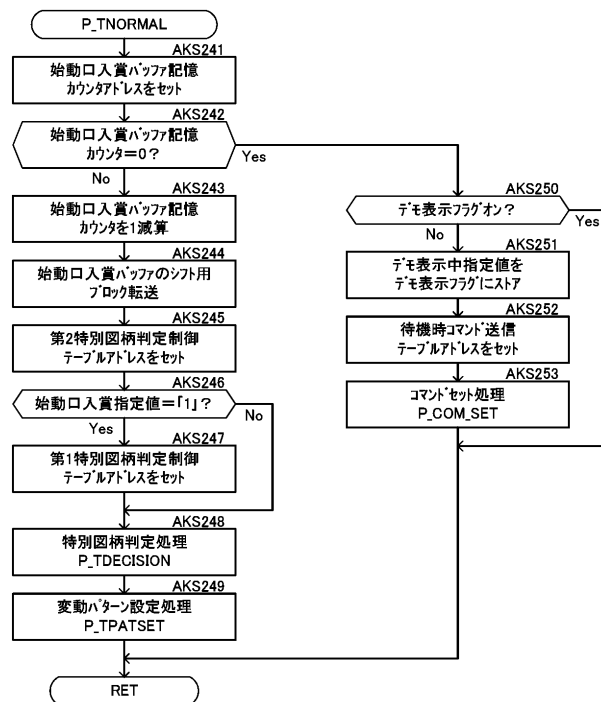 P_TNORMAL
AKS241
始動口入賞バッファ記憶
カウンタアドレスをセット
AKS242
始動口入賞バッファ記憶
カウンタ=0?
Yes
No
AKS243
始動口入賞バッファ記憶
カウンタを1減算
AKS244
始動口入賞バッファのシフト用
ブロック転送
AKS245
第2特別図柄判定制御
テーブルアドレスをセット
AKS246
始動口入賞指定値=「1」?
No
Yes
AKS247
第1特別図柄判定制御
テーブルアドレスをセット
AKS248
特別図柄判定処理
P_TDECISION
AKS249
変動パターン設定処理
P_TPATSET
RET
AKS250
デモ表示フラグオン?
Yes
No
AKS251
デモ表示中指定値を
デモ表示フラグにストア
AKS252
待機時コマンド送信
テーブルアドレスをセット
AKS253
コマンドセット処理
P_COM_SET